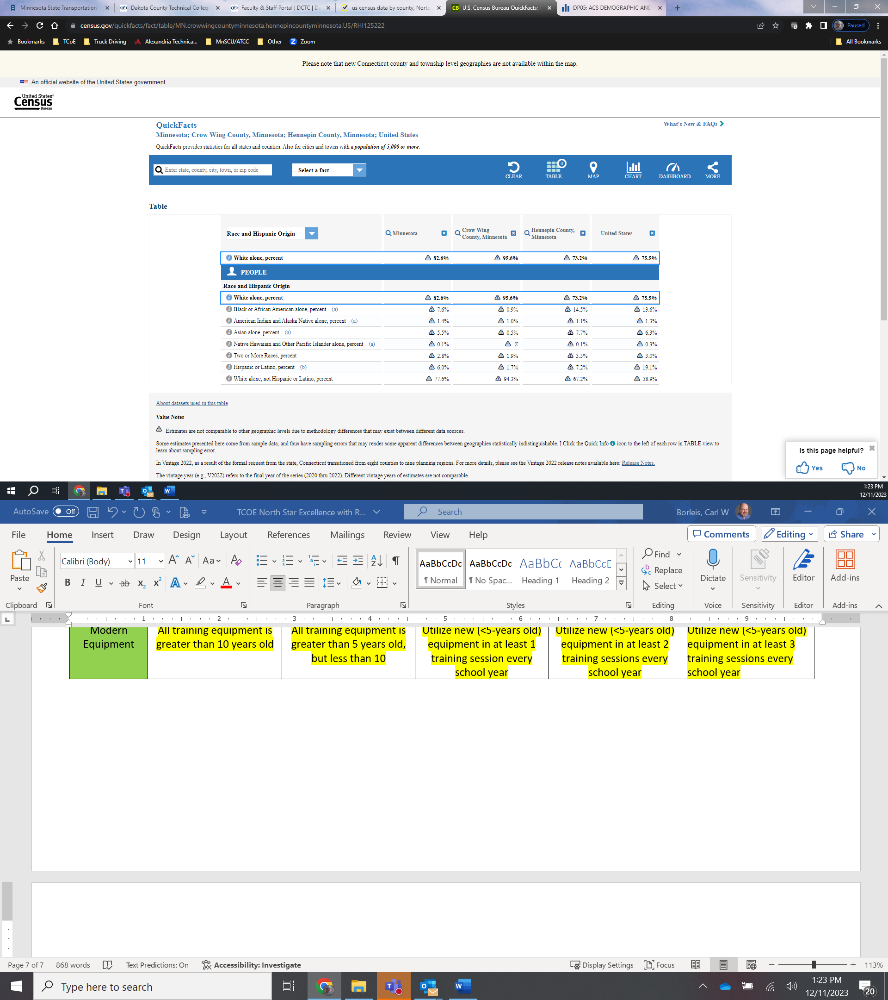 Minnesota State Transportation
Dakota County Technical College
Faculty & Staff Portal | DCTC | D
us census data by county, Norto
CB U.S. Census Bureau QuickFacts:
DP05: ACS DEMOGRAPHIC AND
census.gov/quickfacts/fact/table/MN,crowwingcountyminnesota,hennepincountyminnesota,US/RHI125222
Paused
Bookmarks TCoE Truck Driving Alexandria Technica... MnSCU/ATCC Other Zoom All Bookmarks
Please note that new Connecticut county and township level geographies are not available within the map.
An official website of the United States government
United States®
Census
Bureau
QuickFacts
What's New & FAQs
Minnesota; Crow Wing County, Minnesota; Hennepin County, Minnesota; United States
QuickFacts provides statistics for all states and counties. Also for cities and towns with a population of 5,000 or more.
Enter state, county, city, town, or zip code
-- Select a fact --
CLEAR TABLE 4 MAP CHART DASHBOARD MORE
Table
Race and Hispanic Origin
Minnesota
Crow Wing County, Minnesota
Hennepin County, Minnesota
United States
White alone, percent 82.6% 95.6% 73.2% 75.5%
PEOPLE
Race and Hispanic Origin
White alone, percent 82.6% 95.6% 73.2% 75.5%
Black or African American alone, percent (a) 7.6% 0.9% 14.5% 13.6%
American Indian and Alaska Native alone, percent (a) 1.4% 1.0% 1.1% 1.3%
Asian alone, percent (a) 5.5% 0.5% 7.7% 6.3%
Native Hawaiian and Other Pacific Islander alone, percent (a) 0.1% Z 0.1% 0.3%
Two or More Races, percent 2.8% 1.9% 3.5% 3.0%
Hispanic or Latino, percent (b) 6.0% 1.7% 7.2% 19.1%
White alone, not Hispanic or Latino, percent 77.6% 94.3% 67.2% 58.9%
About datasets used in this table
Value Notes
Estimates are not comparable to other geographic levels due to methodology differences that may exist between different data sources.
Some estimates presented here come from sample data, and thus have sampling errors that may render some apparent differences between geographies statistically indistinguishable. ] Click the Quick Info icon to the left of each row in TABLE view to
learn about sampling error.
In Vintage 2022, as a result of the formal request from the state, Connecticut transitioned from eight counties to nine planning regions. For more details, please see the Vintage 2022 release notes available here: Release Notes.
The vintage year (e.g., V2022) refers to the final year of the series (2020 thru 2022). Different vintage years of estimates are not comparable.
Is this page helpful?
Yes No
1:23 PM
12/11/2023
AutoSave Off TCOE North Star Excellence with R... Search Borleis, Carl W
File Home Insert Draw Design Layout References Mailings Review View Help Comments Editing Share
Paste
Calibri (Body) 11
Aa
B I U ab x2 x2 A A
AaBbCcDc AaBbCcDc AaBbCc AaBbCcE
¶ Normal ¶ No Spac... Heading 1 Heading 2
Find
Replace
Select
Dictate Sensitivity Editor Add-ins
Clipboard Font Paragraph Styles Editing Voice Sensitivity Editor Add-ins
1 2 3 4 5 6 7 8 9
Modern
Equipment
All training equipment is
greater than 10 years old
All training equipment is
greater than 5 years old,
but less than 10
Utilize new (<5-years old)
equipment in at least 1
training session every
school year
Utilize new (<5-years old)
equipment in at least 2
training sessions every
school year
Utilize new (<5-years old)
equipment in at least 3
training sessions every
school year
Page 7 of 7 868 words Text Predictions: On Accessibility: Investigate Display Settings Focus 113%
Type here to search
1:23 PM
12/11/2023
20